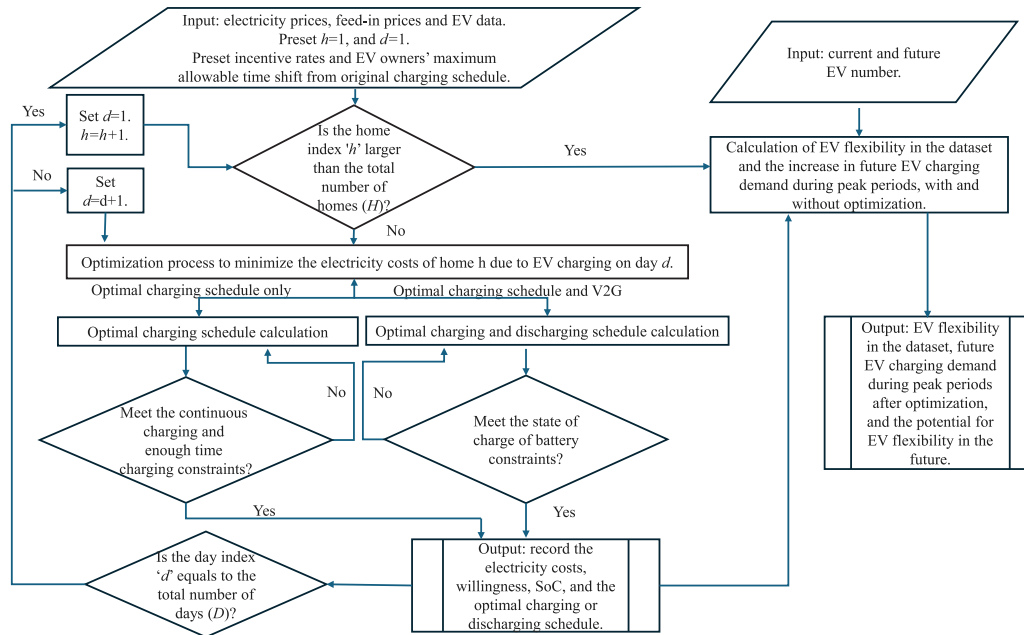 Input: electricity prices, feed-in prices and EV data.
Preset h=1, and d=1.
Preset incentive rates and EV owners' maximum
allowable time shift from original charging schedule.
Input: current and future
EV number.
Yes
Set d=1.
h=h+1.
No
Set
d=d+1.
Is the home
index 'h' larger
than the total
number of
homes (H)?
Yes
No
Calculation of EV flexibility in the dataset
and the increase in future EV charging
demand during peak periods, with and
without optimization.
Optimization process to minimize the electricity costs of home h due to EV charging on day d.
Optimal charging schedule only
Optimal charging schedule and V2G
Optimal charging schedule calculation
Optimal charging and discharging schedule calculation
No
No
Meet the continuous
charging and
enough time
charging constraints?
Meet the state of
charge of battery
constraints?
Output: EV flexibility
in the dataset, future
EV charging demand
during peak periods
after optimization,
and the potential for
EV flexibility in the
future.
Yes
Yes
Is the day index
‘d’ equals to the
total number of
days (D)?
Output: record the
electricity costs,
willingness, SoC, and the
optimal charging or
discharging schedule.